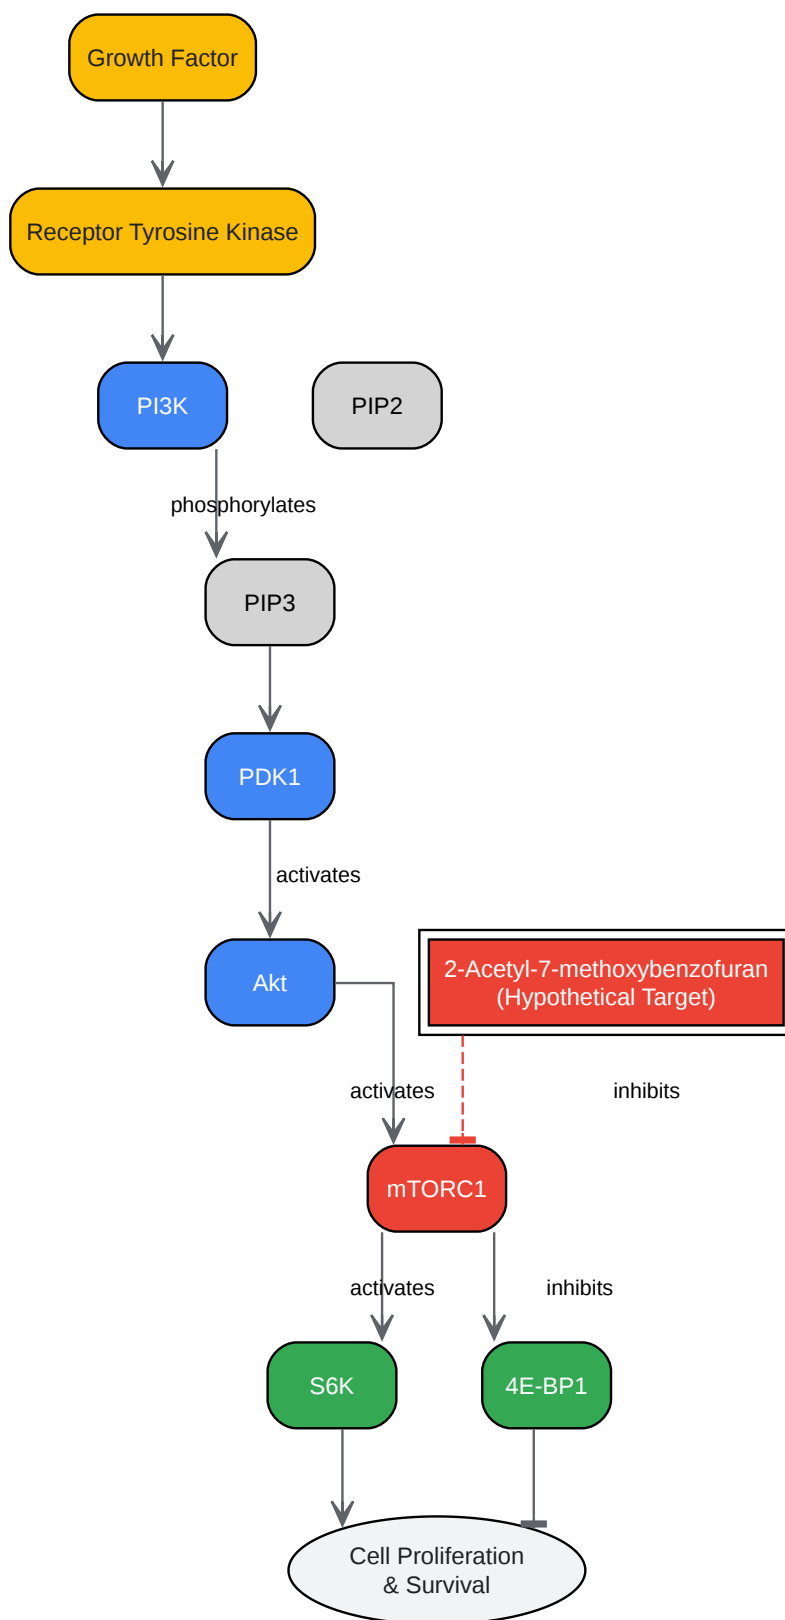 Growth Factor
Receptor Tyrosine Kinase
PI3K
PIP2
phosphorylates
PIP3
PDK1
activates
Akt
2-Acetyl-7-methoxybenzofuran
(Hypothetical Target)
activates
inhibits
mTORC1
activates
inhibits
S6K
4E-BP1
Cell Proliferation
& Survival